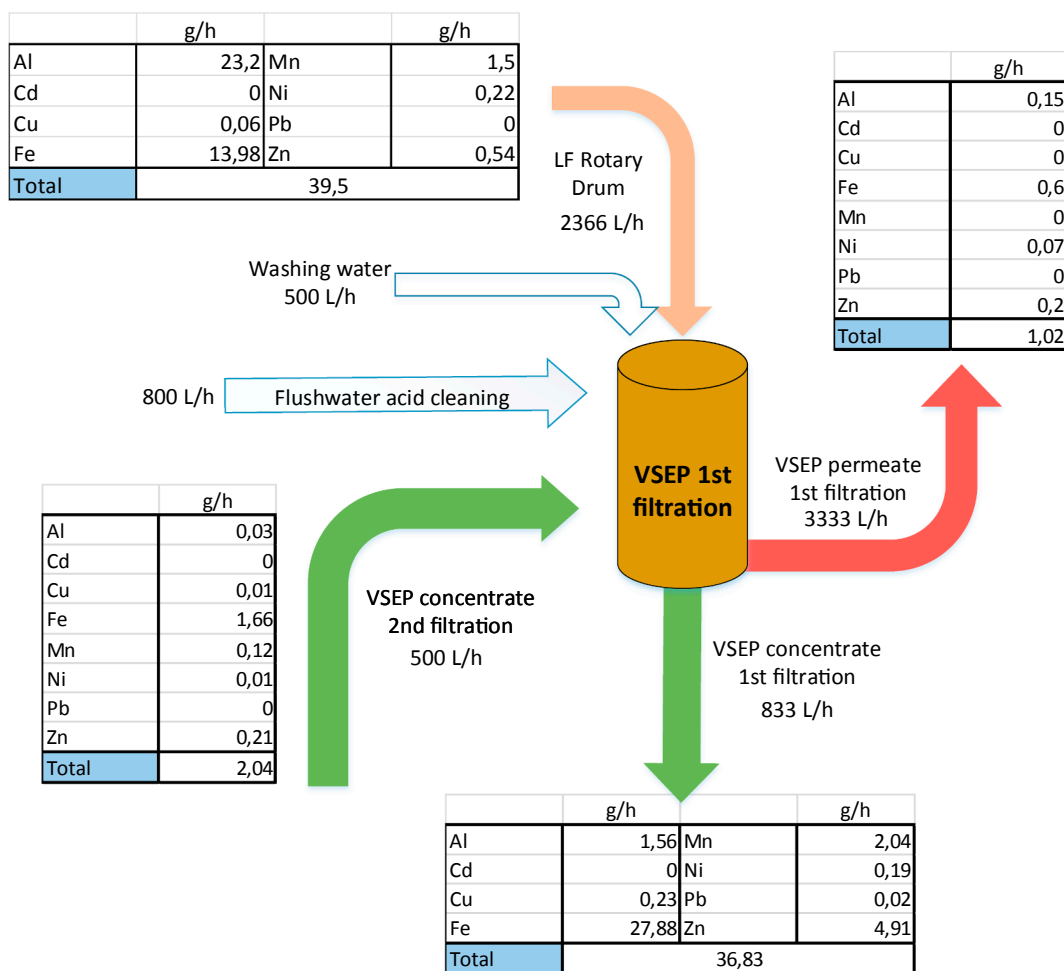 g/h g/h
Al 23,2 Mn 1,5
Cd 0 Ni 0,22
Cu 0,06 Pb 0
Fe 13,98 Zn 0,54
Total 39,5
g/h
Al 0,15
Cd 0
Cu 0
Fe 0,6
Mn 0
Ni 0,07
Pb 0
Zn 0,2
Total 1,02
LF Rotary
Drum
2366 L/h
Washing water
500 L/h
800 L/h
Flushwater acid cleaning
VSEP 1st
filtration
VSEP permeate
1st filtration
3333 L/h
g/h
Al 0,03
Cd 0
Cu 0,01
Fe 1,66
Mn 0,12
Ni 0,01
Pb 0
Zn 0,21
Total 2,04
VSEP concentrate
2nd filtration
500 L/h
VSEP concentrate
1st filtration
833 L/h
g/h g/h
Al 1,56 Mn 2,04
Cd 0 Ni 0,19
Cu 0,23 Pb 0,02
Fe 27,88 Zn 4,91
Total 36,83